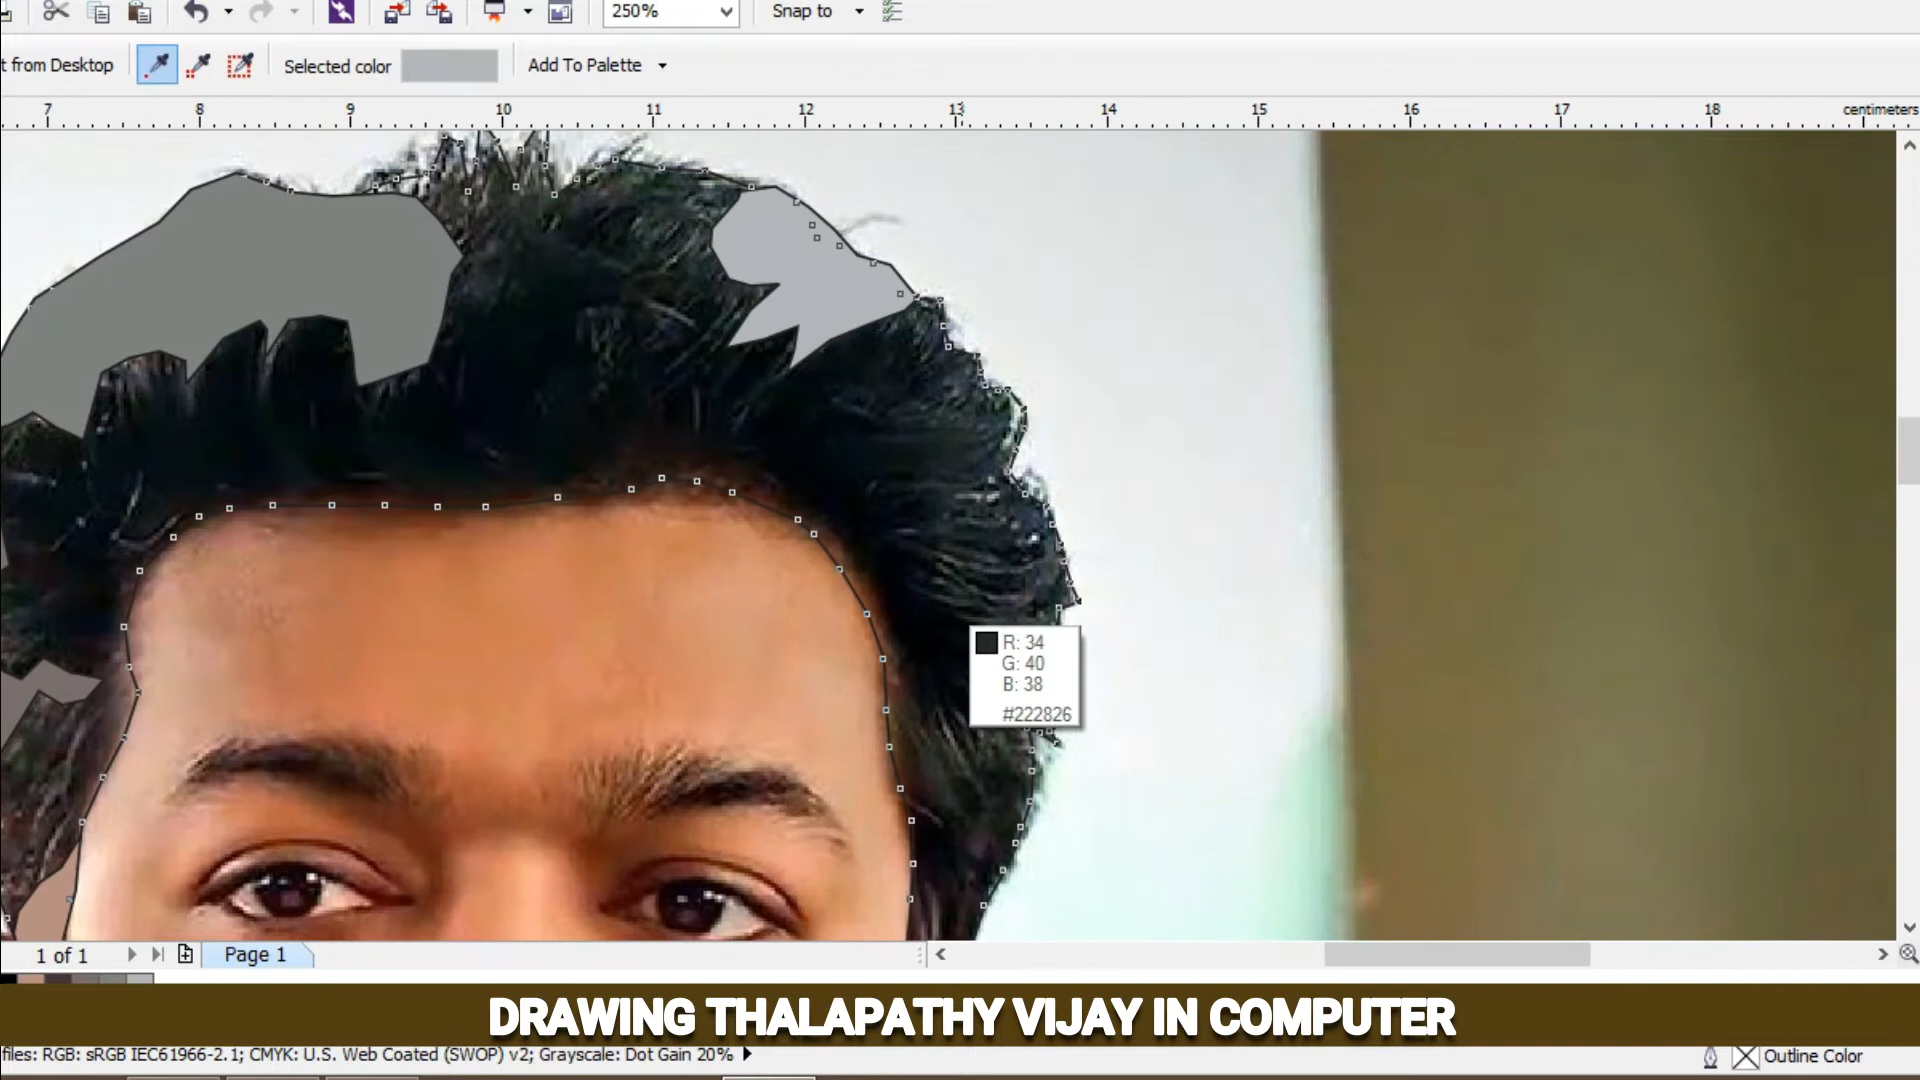 250%
Snap to
t from Desktop
Selected color
Add To Palette
7 8 9 10 11 12 13 14 15 16 17 18 centimeters
R: 34
G: 40
B: 38
#222826
1 of 1
Page 1
DRAWING THALAPATHY VIJAY IN COMPUTER
files: RGB: sRGB IEC61966-2.1; CMYK: U.S. Web Coated (SWOP) v2; Grayscale: Dot Gain 20%
Outline Color